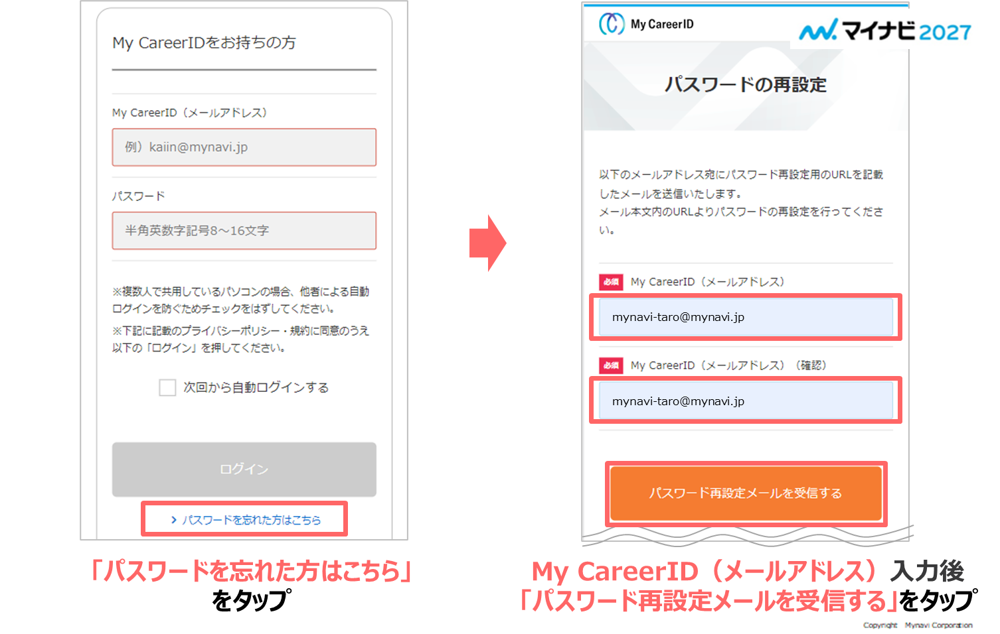 My CareerIDをお持ちの方
My CareerID（メールアドレス）
例）kaiin@mynavi.jp
パスワード
半角英数字記号8～16文字
※複数人で共用しているパソコンの場合、他者による自動
ログインを防ぐためチェックをはずしてください。
※下記に記載のプライバシーポリシー・規約に同意のうえ
以下の「ログイン」を押してください。
次回から自動ログインする
ログイン
パスワードを忘れた方はこちら
「パスワードを忘れた方はこちら」
をタップ
My CareerID
マイナビ2027
パスワードの再設定
以下のメールアドレス宛にパスワード再設定用のURLを記載
したメールを送信いたします。
メール本文内のURLよりパスワードの再設定を行ってくださ
い。
必須 My CareerID（メールアドレス）
mynavi-taro@mynavi.jp
必須 My CareerID（メールアドレス）（確認）
mynavi-taro@mynavi.jp
パスワード再設定メールを受信する
My CareerID（メールアドレス）入力後
「パスワード再設定メールを受信する」をタップ
Copyright Mynavi Corporation